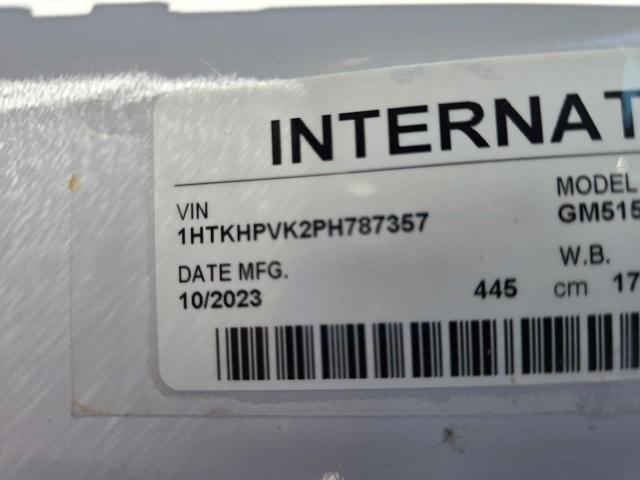 INTERNAT
VIN
1HTKHPVK2PH787357
MODEL
GM515
DATE MFG.
10/2023
W.B.
445 cm 17